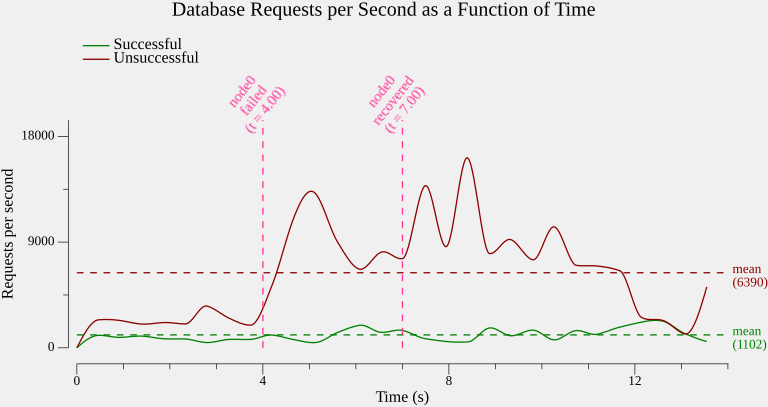 Database Requests per Second as a Function of Time
Successful
Unsuccessful
node0
failed
(t = 4.00)
node0
recovered
(t = 7.00)
Requests per second
18000
9000
0
mean
(6390)
mean
(1102)
0
4
8
12
Time (s)